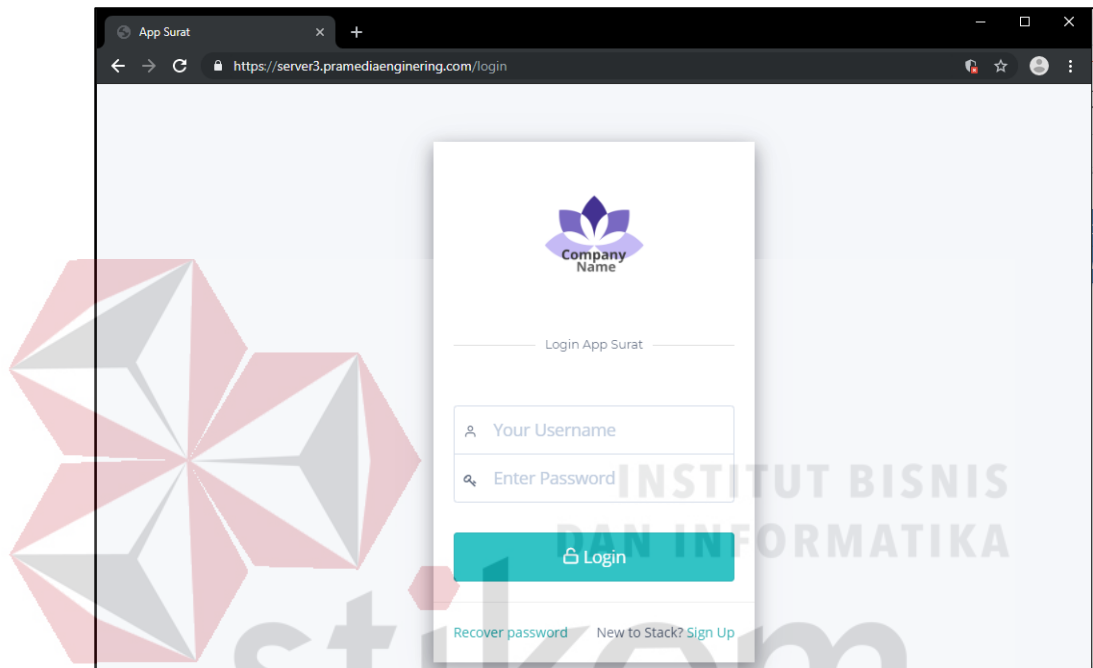 App Surat
https://server3.pramediaenginering.com/login
Company
Name
Login App Surat
Your Username
Enter Password
INSTITUT BISNIS
DAN INFORMATIKA
Login
Recover password New to Stack? Sign Up
stikom